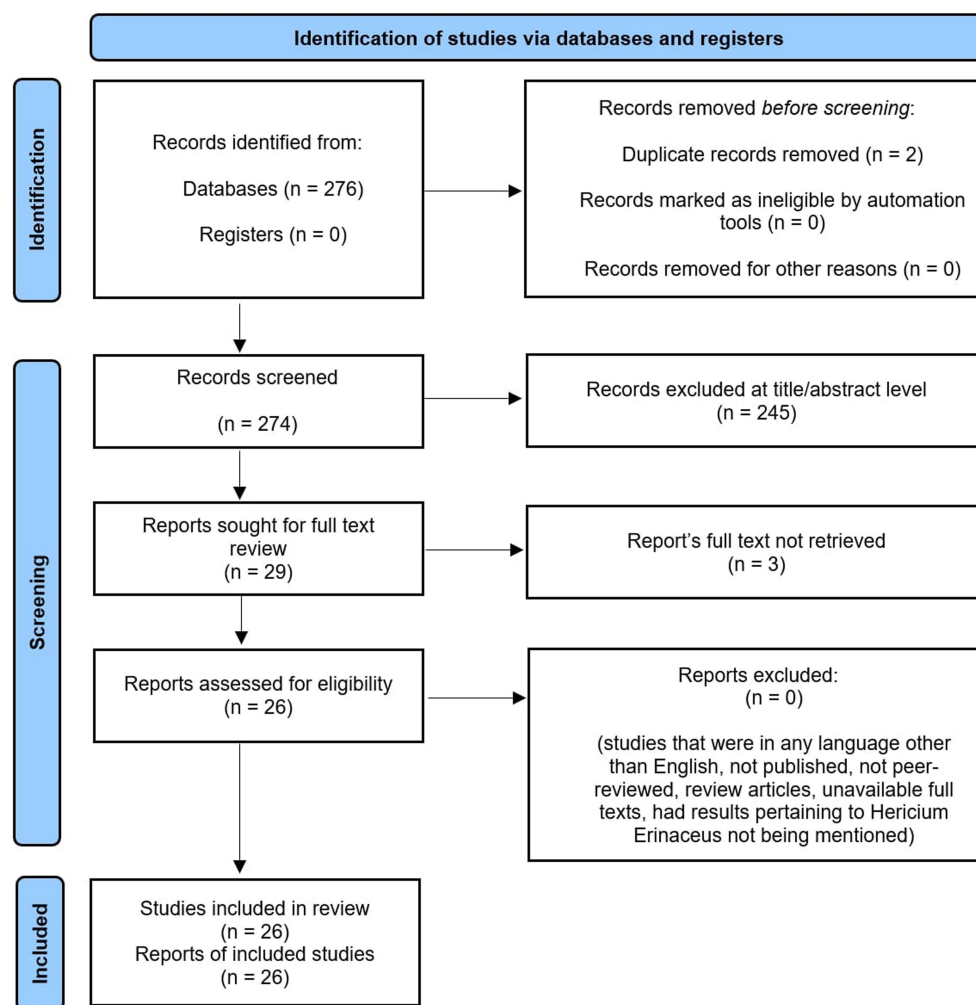 Identification of studies via databases and registers
Identification
Records identified from:
Databases (n = 276)
Registers (n = 0)
Records removed before screening:
Duplicate records removed (n = 2)
Records marked as ineligible by automation
tools (n = 0)
Records removed for other reasons (n = 0)
Screening
Records screened
(n = 274)
Records excluded at title/abstract level
(n = 245)
Reports sought for full text
review
(n = 29)
Report's full text not retrieved
(n = 3)
Reports assessed for eligibility
(n = 26)
Reports excluded:
(n = 0)
(studies that were in any language other
than English, not published, not peer-
reviewed, review articles, unavailable full
texts, had results pertaining to Hericium
Erinaceus not being mentioned)
Included
Studies included in review
(n = 26)
Reports of included studies
(n = 26)